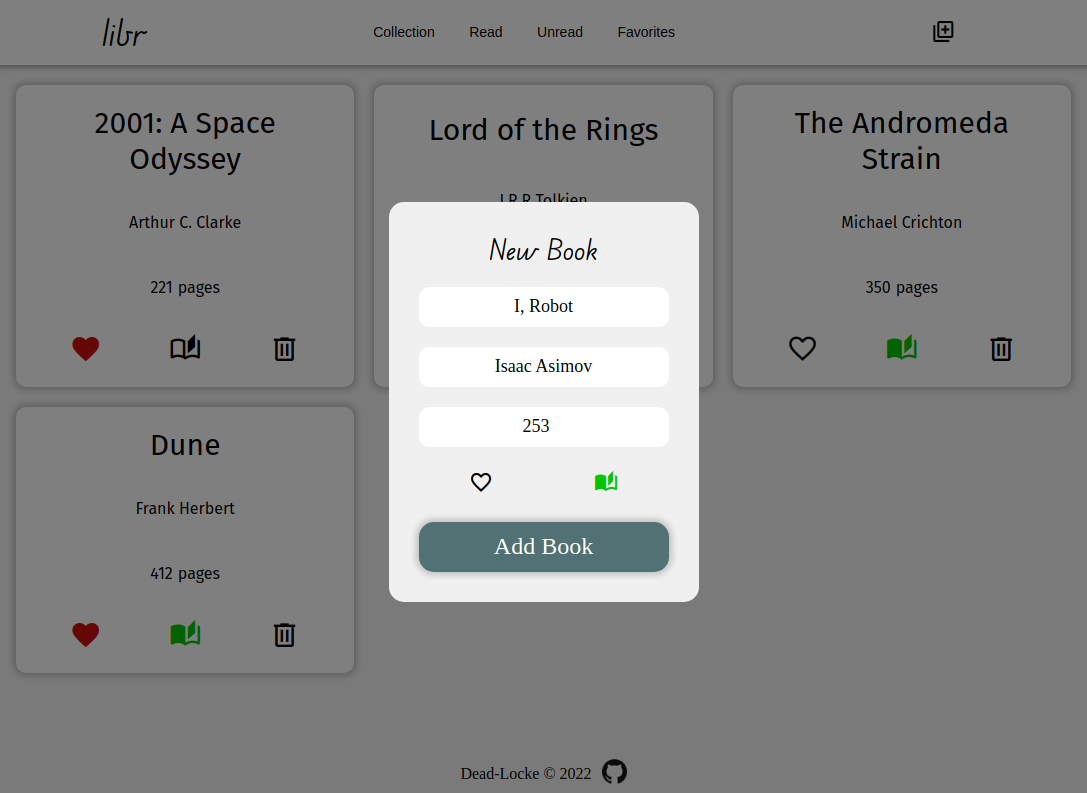 libr
Collection
Read
Unread
Favorites
2001: A Space
Odyssey
Arthur C. Clarke
221 pages
Lord of the Rings
J.R.R Tolkien
The Andromeda
Strain
Michael Crichton
350 pages
Dune
Frank Herbert
412 pages
New Book
I, Robot
Isaac Asimov
253
Add Book
Dead-Locke © 2022